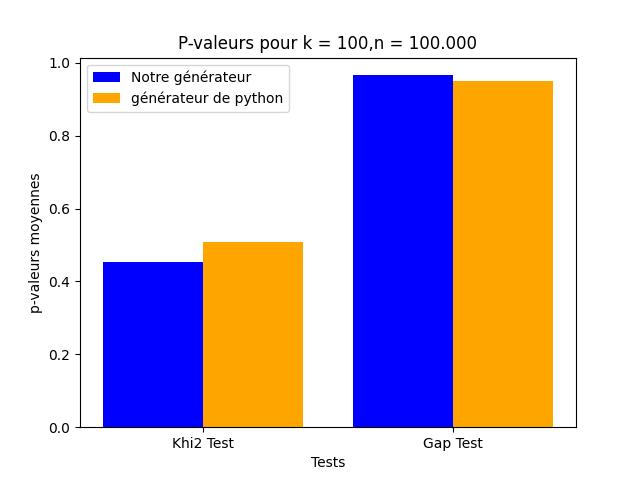 P-valeurs pour k = 100,n = 100.000
Notre générateur
générateur de python
1.0
0.8
0.6
0.4
0.2
0.0
p-valeurs moyennes
Khi2 Test
Gap Test
Tests